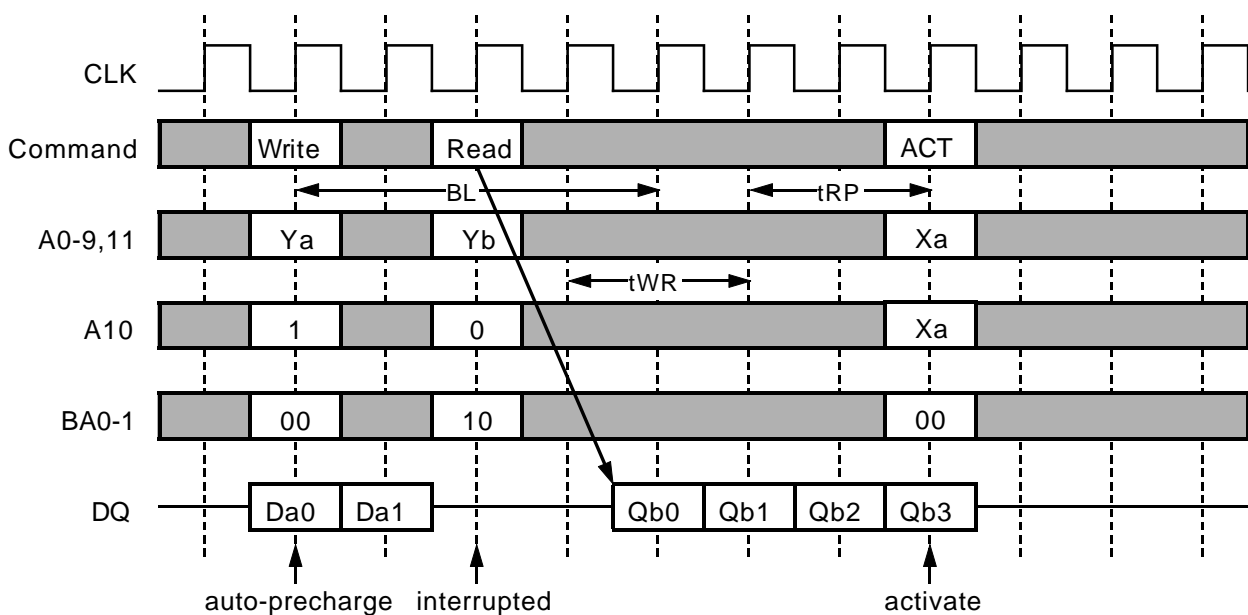 CLK
Command Write Read ACT
BL tRP
A0-9,11 Ya Yb Xa
tWR
A10 1 0 Xa
BA0-1 00 10 00
DQ Da0 Da1 Qb0 Qb1 Qb2 Qb3
auto-precharge interrupted activate